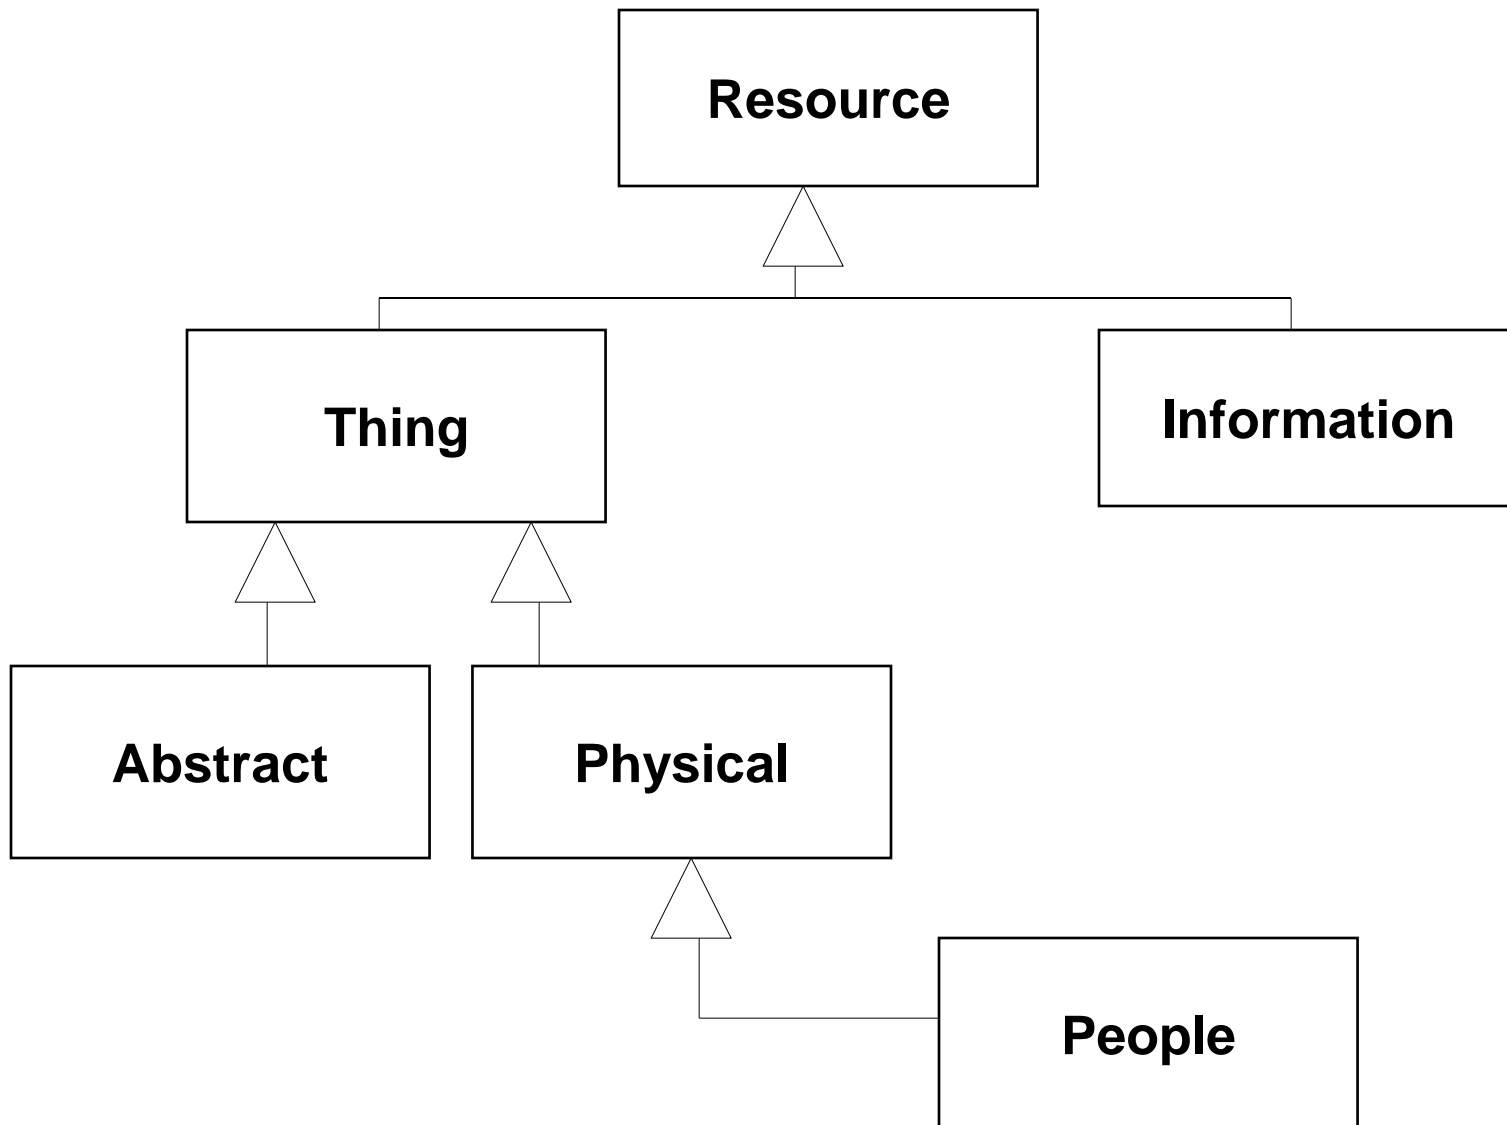 Resource
Thing
Information
Abstract
Physical
People